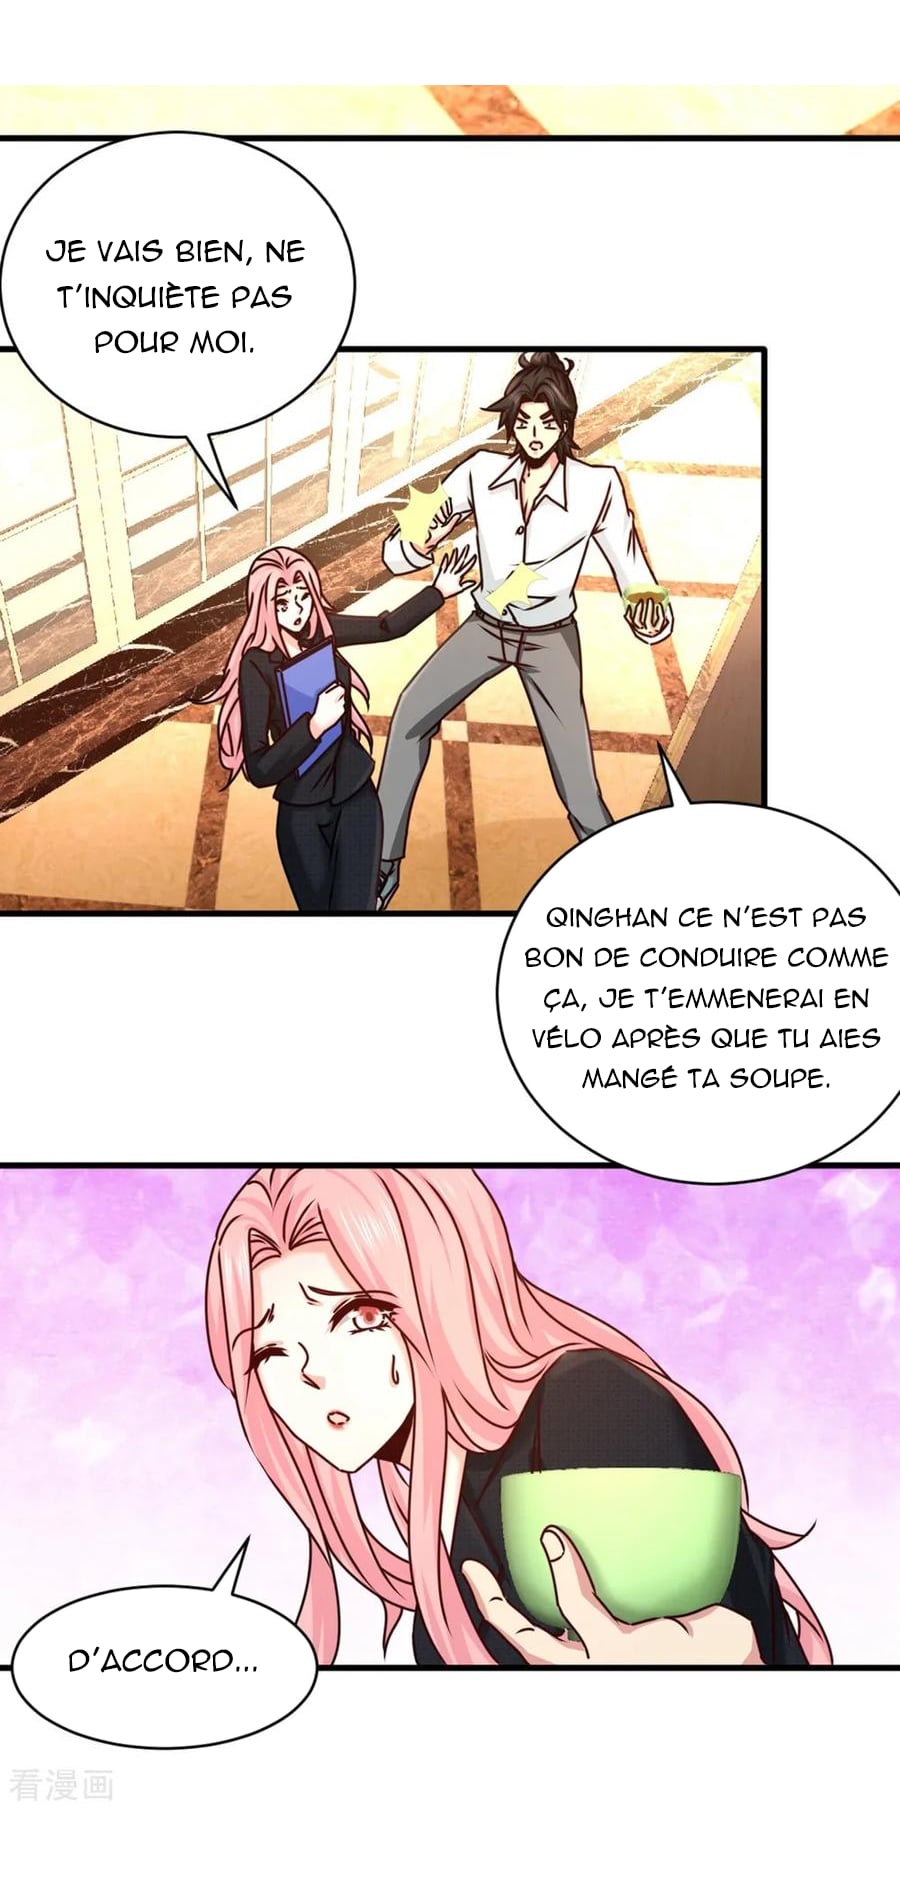 JE VAIS BIEN, NE
T'INQUIÈTE PAS
POUR MOI.
QINGHAN CE N'EST PAS
BON DE CONDUIRE COMME
ÇA, JE T'EMMENERAI EN
VÉLO APRÈS QUE TU AIES
MANGÉ TA SOUPE.
D'ACCORD...
看漫画